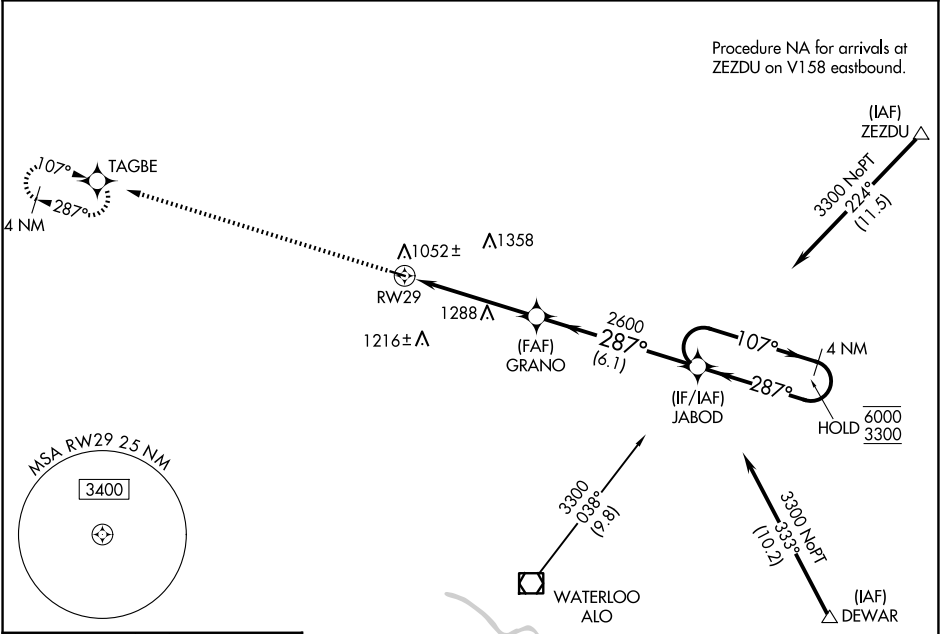 Procedure NA for arrivals at
ZEZDU on V158 eastbound.
(IAF)
ZEZDU
3300 NoPT
224°
(11.5)
107°
TAGBE
287°
4 NM
1052±
1358
RW29
1288
1216±
(FAF)
GRANO
2600
287°
(6.1)
107°
4 NM
287°
(IF/IAF)
JABOD
HOLD
6000
3300
MSA RW29 25 NM
3400
3300
038°
(9.8)
3300 NoPT
333°
(10.2)
WATERLOO
ALO
(IAF)
DEWAR